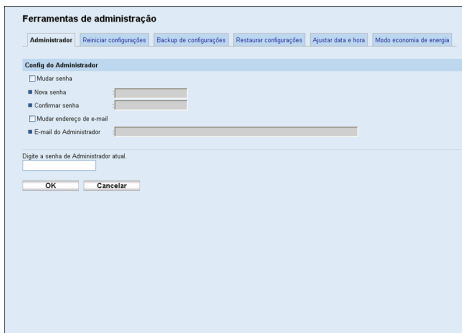 Ferramentas de administração
Administrador Reiniciar configurações Backup de configurações Restaurar configurações Ajustar data e hora Modo economia de energia
Config do Administrador
Mudar senha
Nova senha :
Confirmar senha :
Mudar endereço de e-mail
E-mail do Administrador :
Digite a senha de Administrador atual.
OK Cancelar